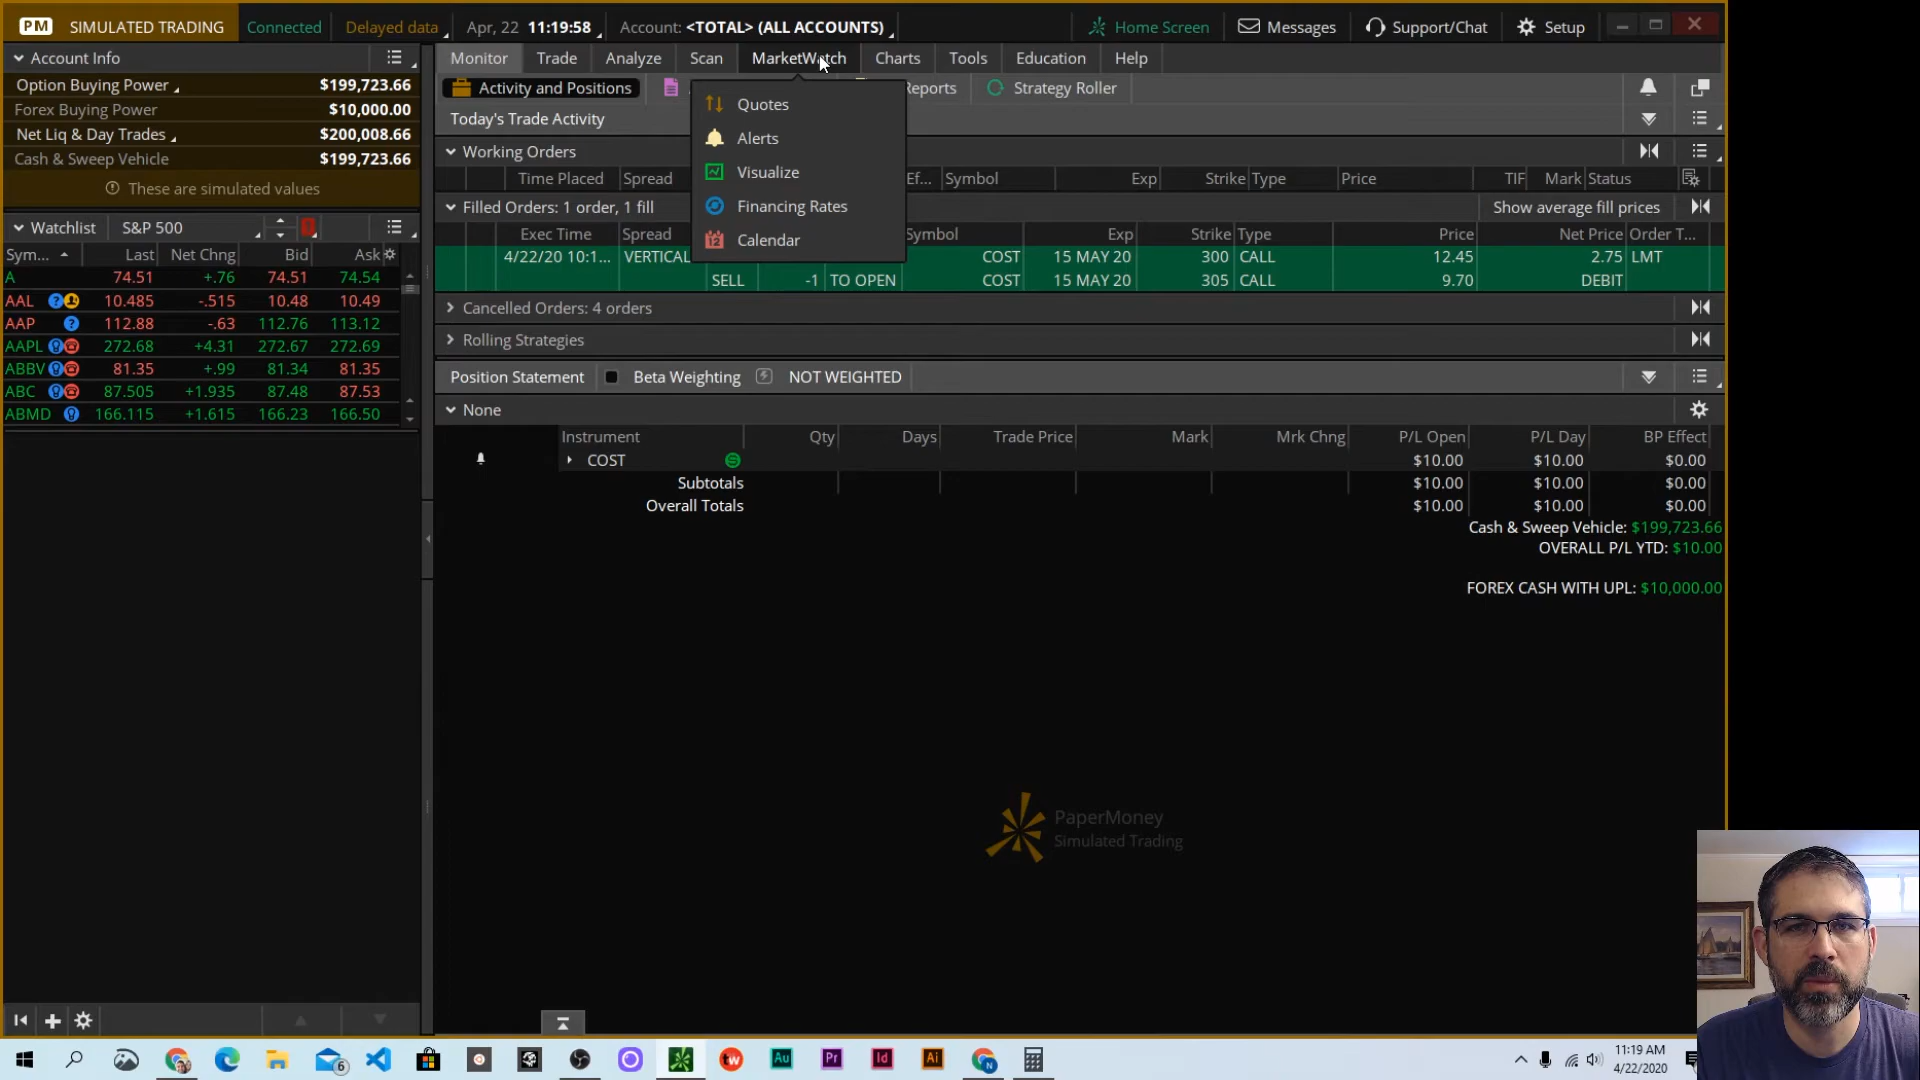 PM SIMULATED TRADING Connected Delayed data Apr, 22 11:19:58 Account: <TOTAL> (ALL ACCOUNTS) Home Screen Messages Support/Chat Setup
Account Info
Option Buying Power $199,723.66
Forex Buying Power $10,000.00
Net Liq & Day Trades $200,008.66
Cash & Sweep Vehicle $199,723.66
These are simulated values
Watchlist S&P 500
Sym... Last Net Chng Bid Ask
A 74.51 +.76 74.51 74.54
AAL 10.485 -.515 10.48 10.49
AAP 112.88 -.63 112.76 113.12
AAPL 272.68 +4.31 272.67 272.69
ABBV 81.35 +.99 81.34 81.35
ABC 87.505 +1.935 87.48 87.53
ABMD 166.115 +1.615 166.23 166.50
Monitor Trade Analyze Scan MarketWatch Charts Tools Education Help
Activity and Positions Reports Strategy Roller
Quotes
Alerts
Visualize
Financing Rates
Calendar
12
Today's Trade Activity
Working Orders
Time Placed Spread Ef... Symbol Exp Strike Type Price TIF Mark Status
Filled Orders: 1 order, 1 fill Show average fill prices
Exec Time Spread Symbol Exp Strike Type Price Net Price Order T...
4/22/20 10:1... VERTICAL COST 15 MAY 20 300 CALL 12.45 2.75 LMT
SELL -1 TO OPEN COST 15 MAY 20 305 CALL 9.70 DEBIT
Cancelled Orders: 4 orders
Rolling Strategies
Position Statement Beta Weighting NOT WEIGHTED
None
Instrument Qty Days Trade Price Mark Mrk Chng P/L Open P/L Day BP Effect
COST $10.00 $10.00 $0.00
Subtotals $10.00 $10.00 $0.00
Overall Totals $10.00 $10.00 $0.00
Cash & Sweep Vehicle: $199,723.66
OVERALL P/L YTD: $10.00
FOREX CASH WITH UPL: $10,000.00
PaperMoney
Simulated Trading
6 tw Au Pr Id Ai N
11:19 AM
4/22/2020